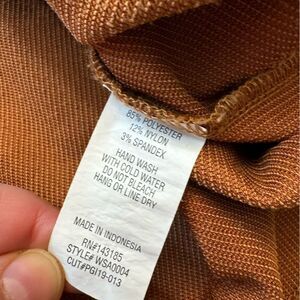 85% POLYESTER
12% NYLON
3% SPANDEX
HAND WASH
WITH COLD WATER
DO NOT BLEACH
HANG OR LINE DRY
MADE IN INDONESIA
RN#143185
STYLE# WSA0004
CUT#PGI19-013